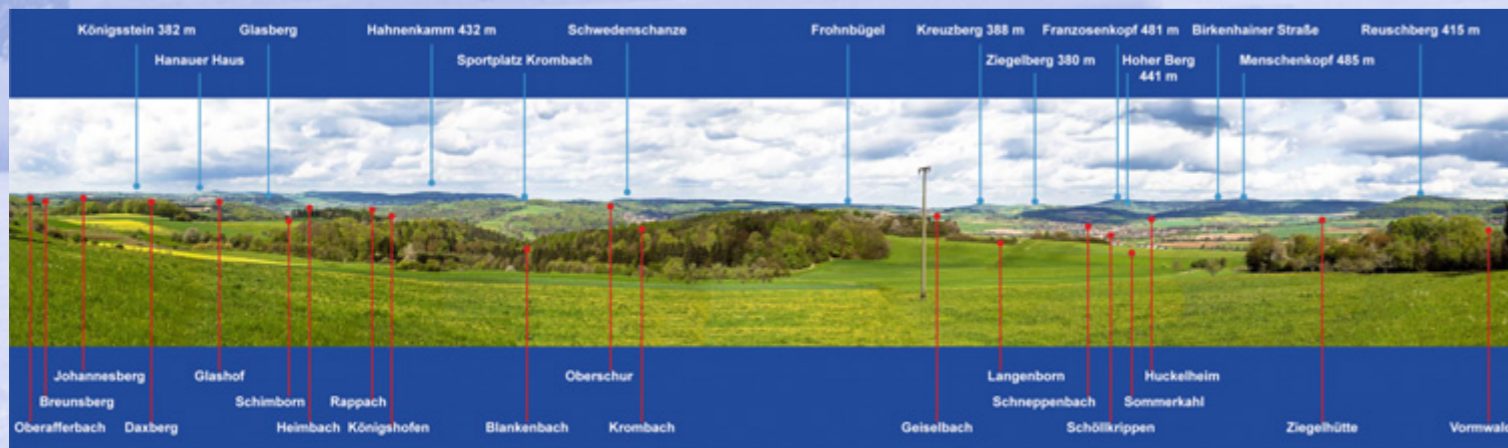 Königsstein 382 m
Glasberg
Hahnenkamm 432 m
Schwedenschanze
Frohnbügel
Kreuzberg 388 m
Franzosenkopf 481 m
Birkenhainer Straße
Reuschberg 415 m
Hanauer Haus
Sportplatz Krombach
Ziegelberg 380 m
Hoher Berg
441 m
Menschenkopf 485 m
Johannesberg
Glashof
Oberschur
Langenborn
Huckelheim
Breunsberg
Schimborn
Rappach
Schneppenbach
Sommerkahl
Oberafferbach
Daxberg
Heimbach
Königshofen
Blankenbach
Krombach
Geiselbach
Schöllkrippen
Ziegelhütte
Vormwald